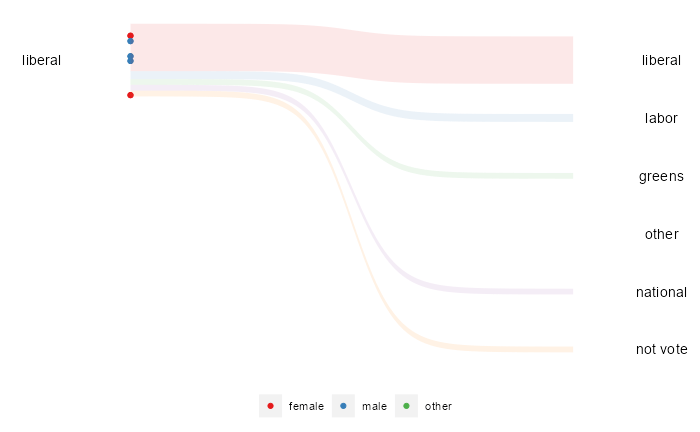 liberal
liberal
labor
greens
other
national
not vote
female male other